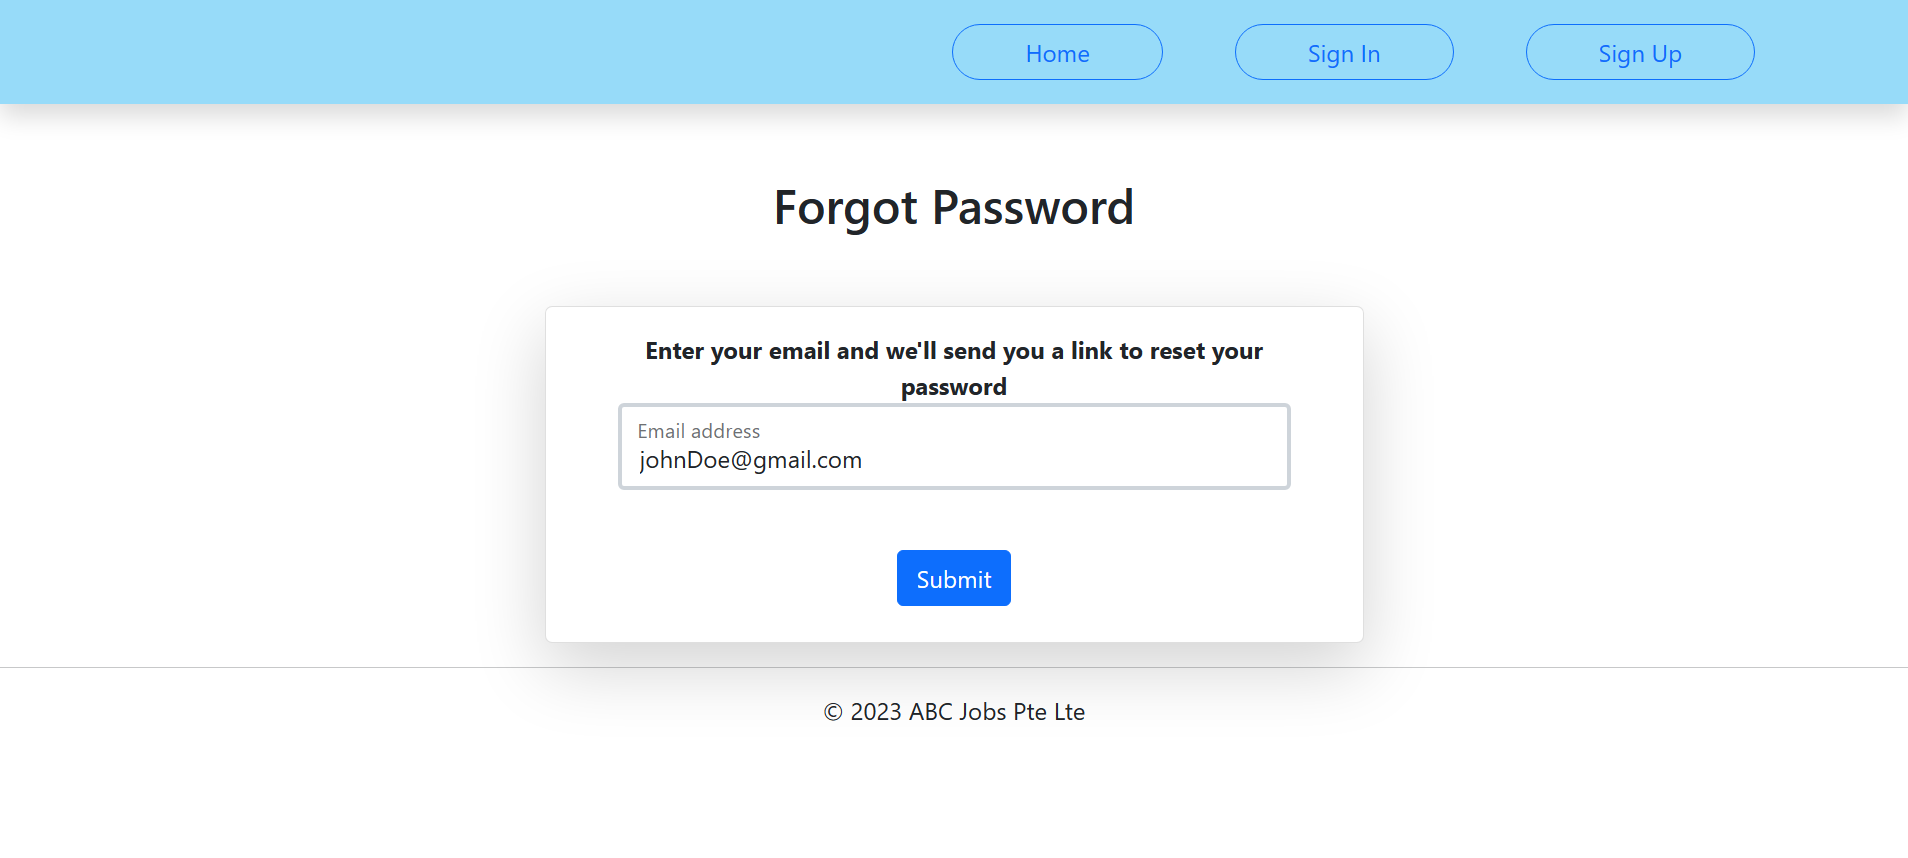 Home Sign In Sign Up
Forgot Password
Enter your email and we'll send you a link to reset your
password
Email address
johnDoe@gmail.com
Submit
© 2023 ABC Jobs Pte Lte